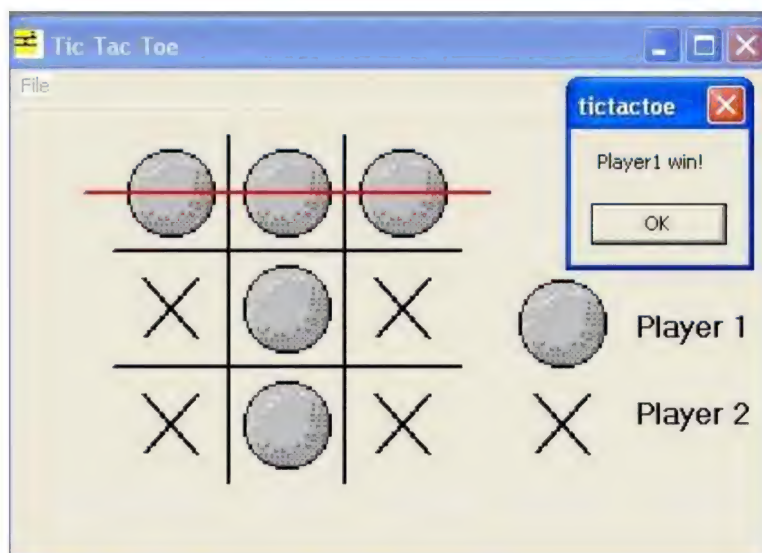 Tic Tac Toe
File
tictactoe
Player1 win!
OK
Player 1
Player 2